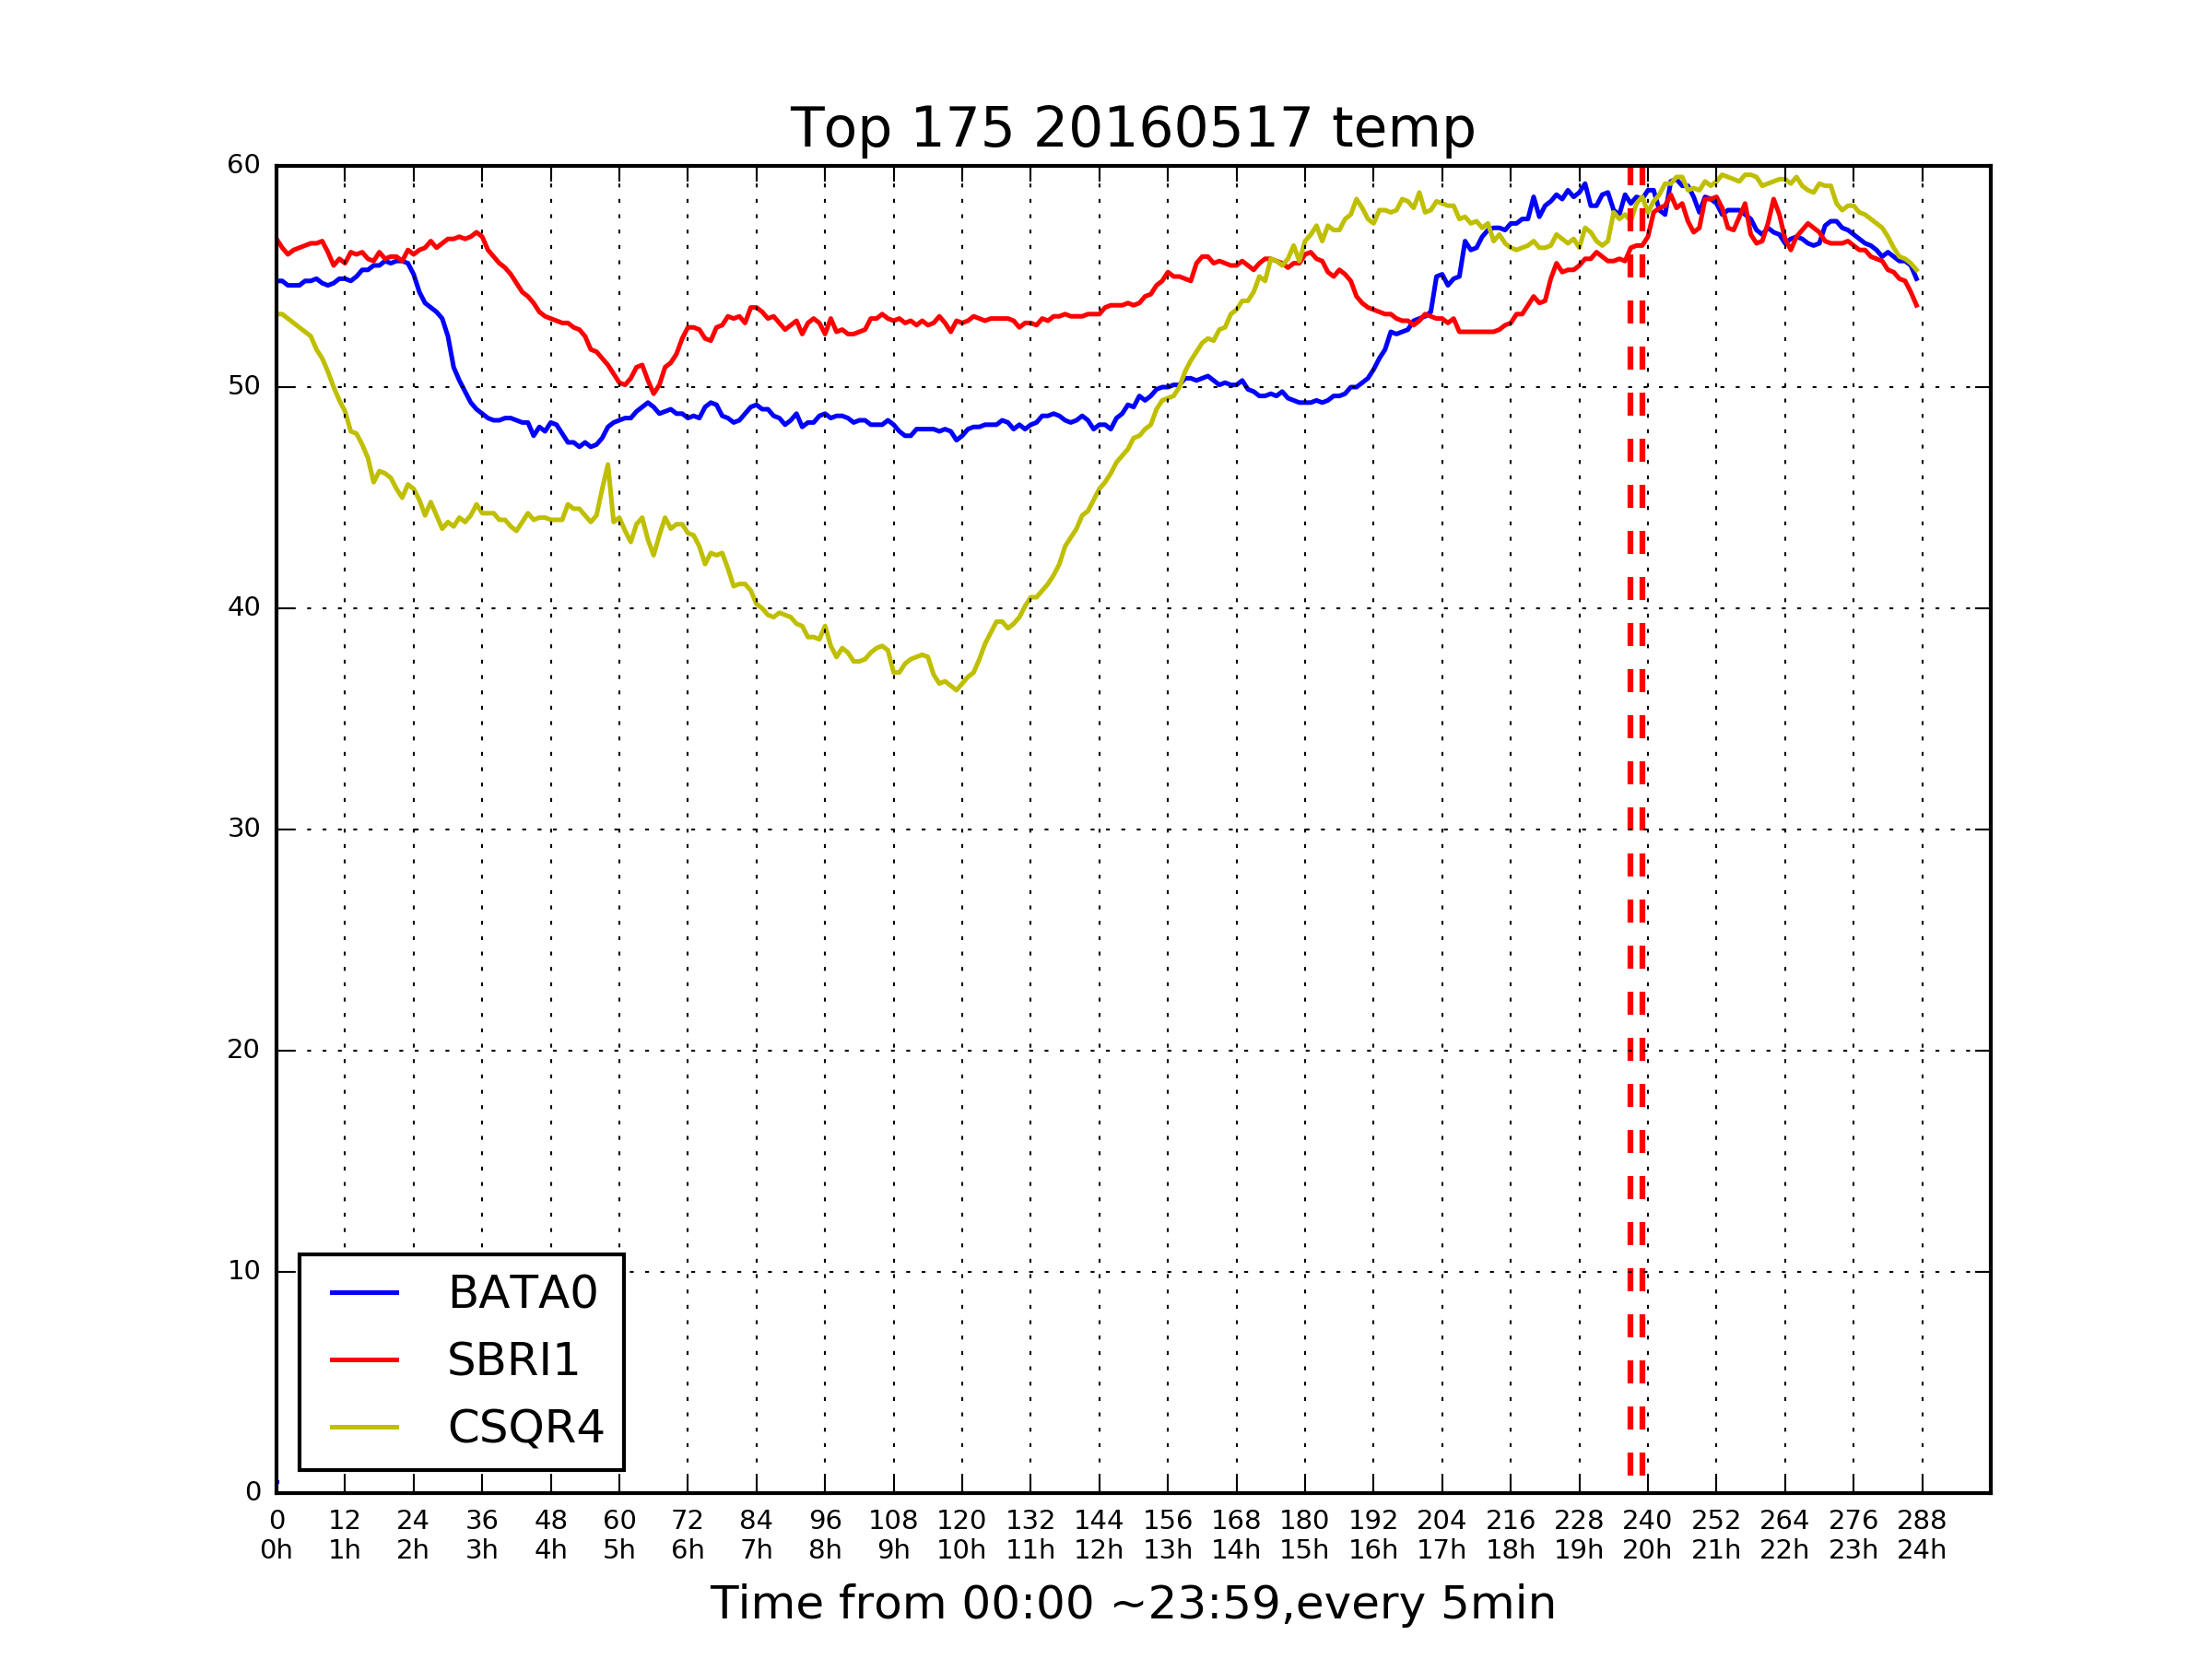 Top 175 20160517 temp
60
50
40
30
20
10
0
BATA0
SBRI1
CSQR4
0 12 24 36 48 60 72 84 96 108 120 132 144 156 168 180 192 204 216 228 240 252 264 276 288
0h 1h 2h 3h 4h 5h 6h 7h 8h 9h 10h 11h 12h 13h 14h 15h 16h 17h 18h 19h 20h 21h 22h 23h 24h
Time from 00:00 ~23:59,every 5min